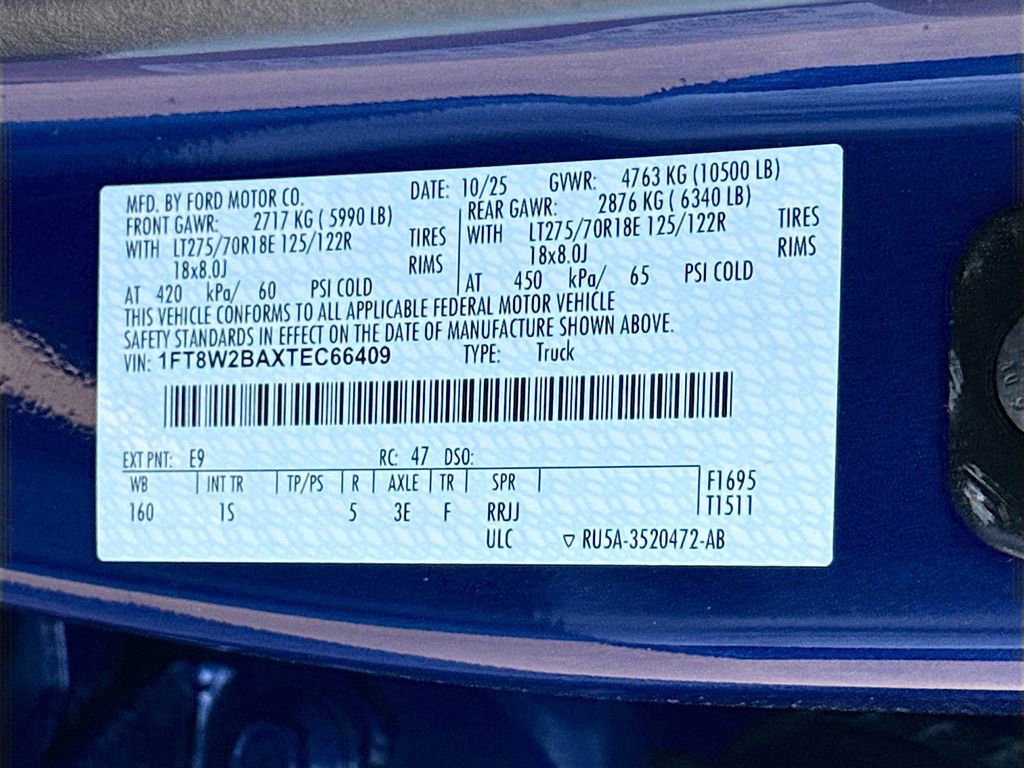 MFD. BY FORD MOTOR CO. DATE: 10/25 GVWR: 4763 KG (10500 LB)
FRONT GAWR: 2717 KG ( 5990 LB) REAR GAWR: 2876 KG ( 6340 LB)
WITH LT275/70R18E 125/122R TIRES WITH LT275/70R18E 125/122R TIRES
18x8.0J RIMS 18x8.0J RIMS
AT 420 kPa/ 60 PSI COLD AT 450 kPa/ 65 PSI COLD
THIS VEHICLE CONFORMS TO ALL APPLICABLE FEDERAL MOTOR VEHICLE
SAFETY STANDARDS IN EFFECT ON THE DATE OF MANUFACTURE SHOWN ABOVE.
VIN: 1FT8W2BAXTEC66409 TYPE: Truck
EXT PNT: E9 RC: 47 DSO:
WB INT TR TP/PS R AXLE TR SPR F1695
160 1S 5 3E F RRJJ T1511
ULC ▽ RU5A-3520472-AB